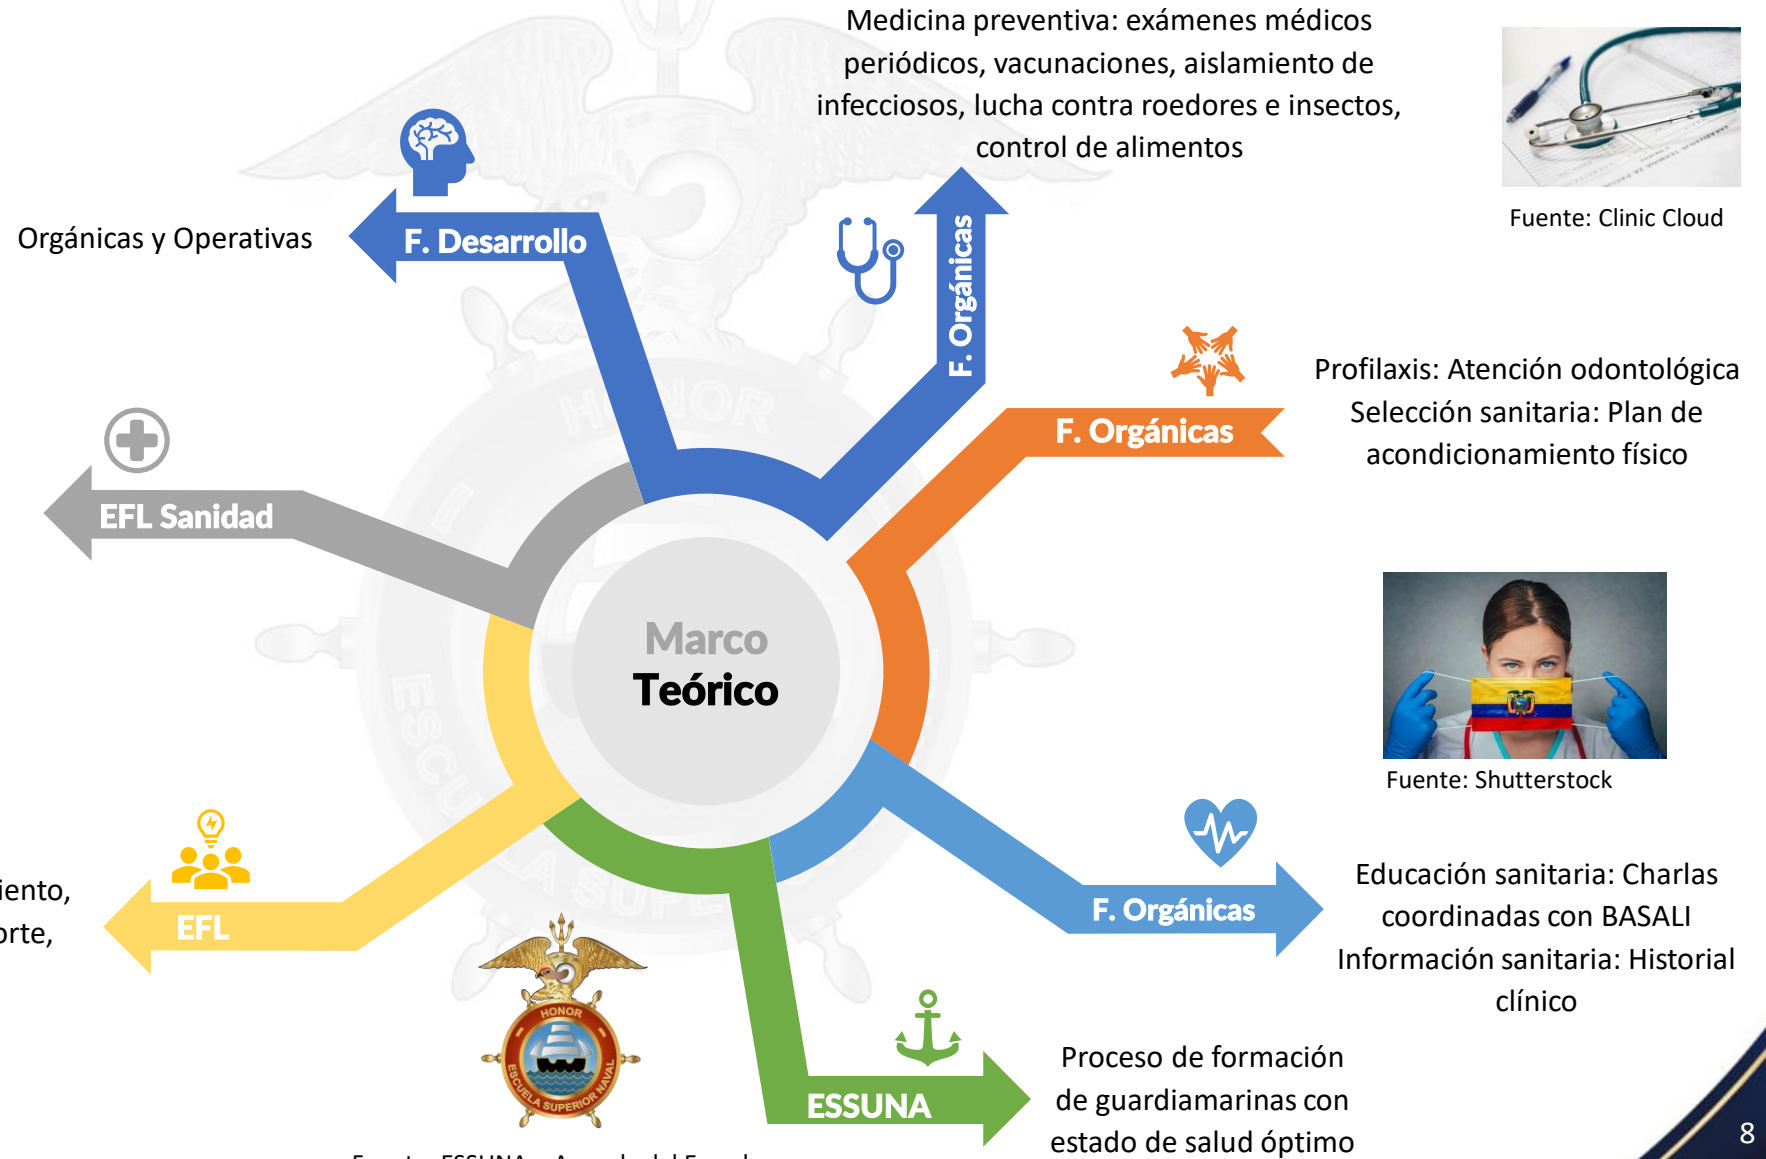 Medicina preventiva: exámenes médicos
periódicos, vacunaciones, aislamiento de
infecciosos, lucha contra roedores e insectos,
control de alimentos
Fuente: Clinic Cloud
Orgánicas y Operativas
F. Desarrollo
F. Orgánicas
F. Orgánicas
Profilaxis: Atención odontológica
Selección sanitaria: Plan de
acondicionamiento físico
EFL Sanidad
HONOR
ESCUELA SUPE
Marco
Teórico
Fuente: Shutterstock
EFL
F. Orgánicas
Educación sanitaria: Charlas
coordinadas con BASALI
Información sanitaria: Historial
clínico
HONOR
ESCUELA SUPERIOR NAVAL
ESSUNA
Proceso de formación
de guardiamarinas con
estado de salud óptimo
8